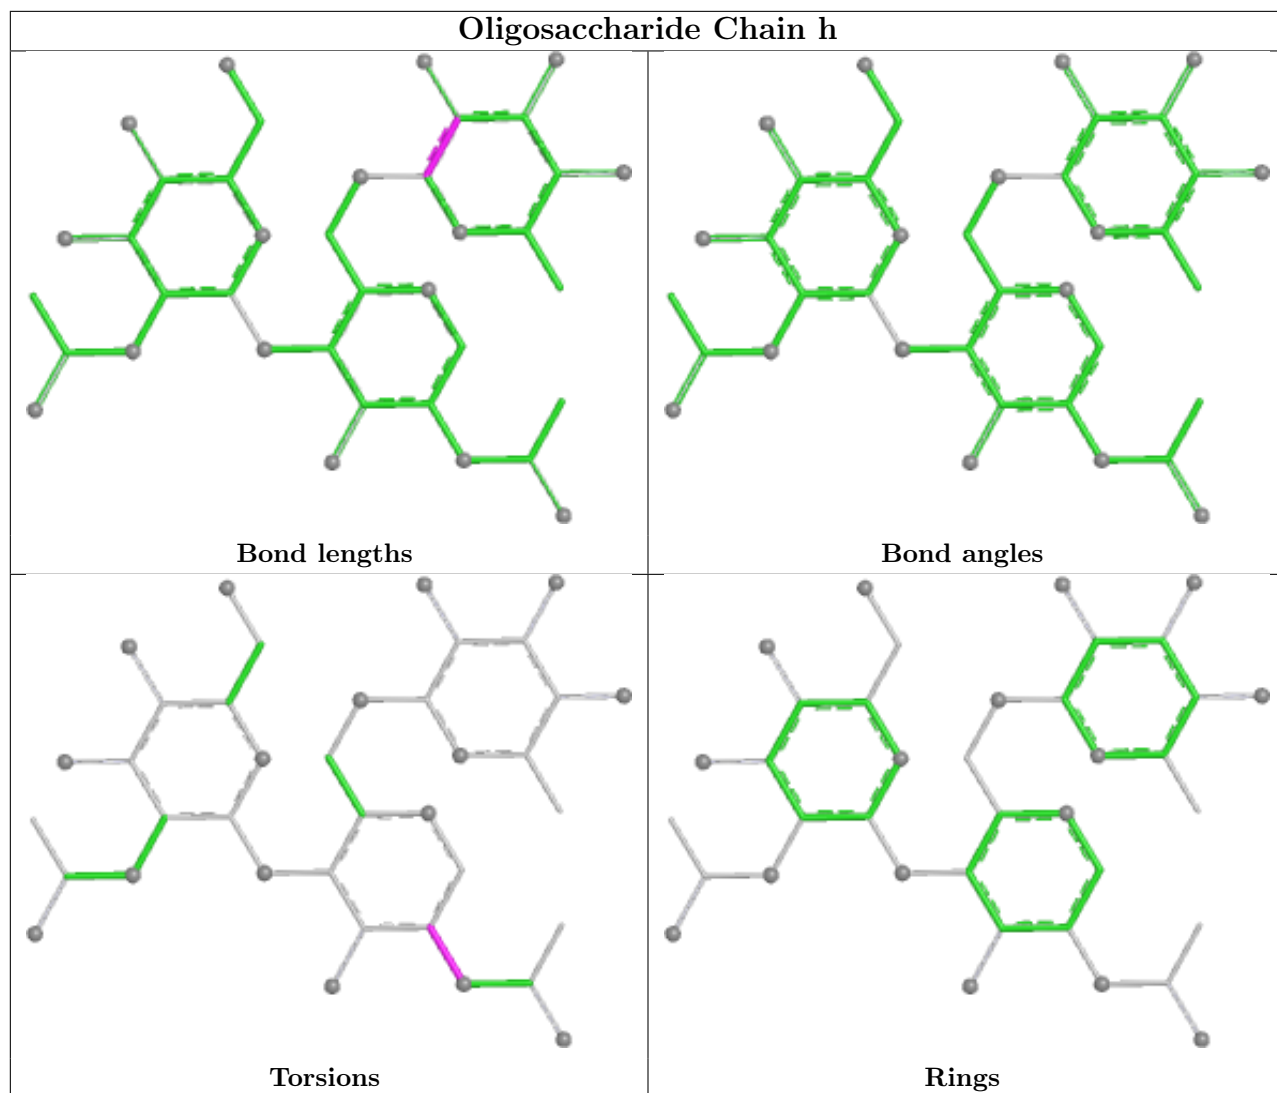 Oligosaccharide Chain h
Bond lengths
Bond angles
Torsions
Rings